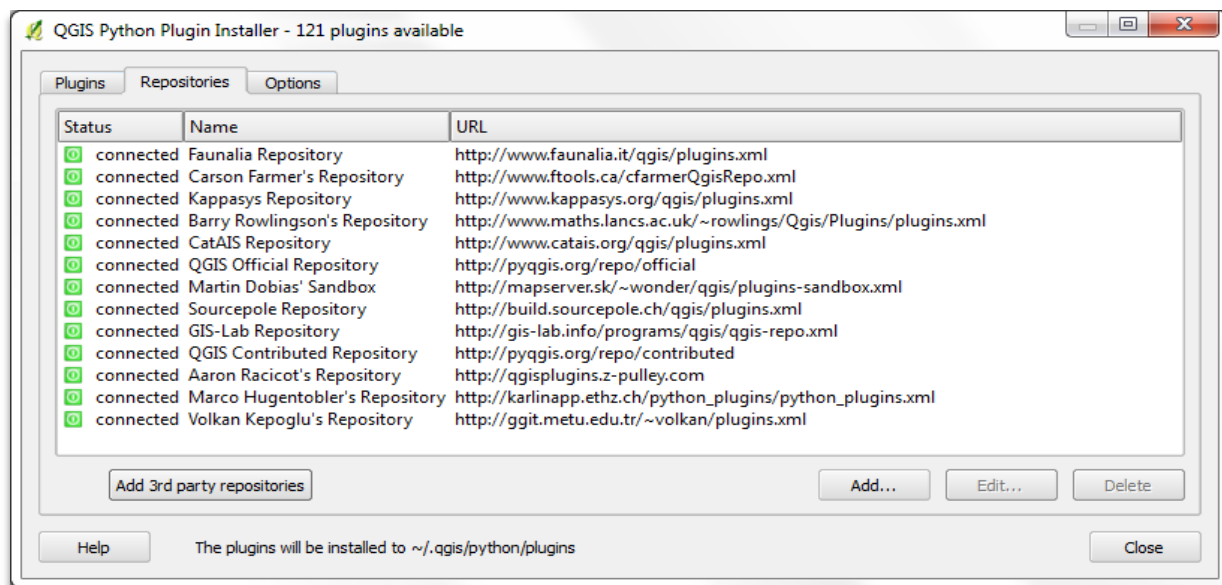 QGIS Python Plugin Installer - 121 plugins available
Plugins Repositories Options
Status Name URL
connected Faunalia Repository http://www.faunalia.it/qgis/plugins.xml
connected Carson Farmer's Repository http://www.ftools.ca/cfarmerQgisRepo.xml
connected Kappasys Repository http://www.kappasys.org/qgis/plugins.xml
connected Barry Rowlingson's Repository http://www.maths.lancs.ac.uk/~rowlings/Qgis/Plugins/plugins.xml
connected CatAIS Repository http://www.catais.org/qgis/plugins.xml
connected QGIS Official Repository http://pyqgis.org/repo/official
connected Martin Dobias' Sandbox http://mapserver.sk/~wonder/qgis/plugins-sandbox.xml
connected Sourcepole Repository http://build.sourcepole.ch/qgis/plugins.xml
connected GIS-Lab Repository http://gis-lab.info/programs/qgis/qgis-repo.xml
connected QGIS Contributed Repository http://pyqgis.org/repo/contributed
connected Aaron Racicot's Repository http://qgisplugins.z-pulley.com
connected Marco Hugentobler's Repository http://karlinapp.ethz.ch/python_plugins/python_plugins.xml
connected Volkan Kepoglu's Repository http://ggit.metu.edu.tr/~volkan/plugins.xml
Add 3rd party repositories Add... Edit... Delete
Help The plugins will be installed to ~/.qgis/python/plugins Close